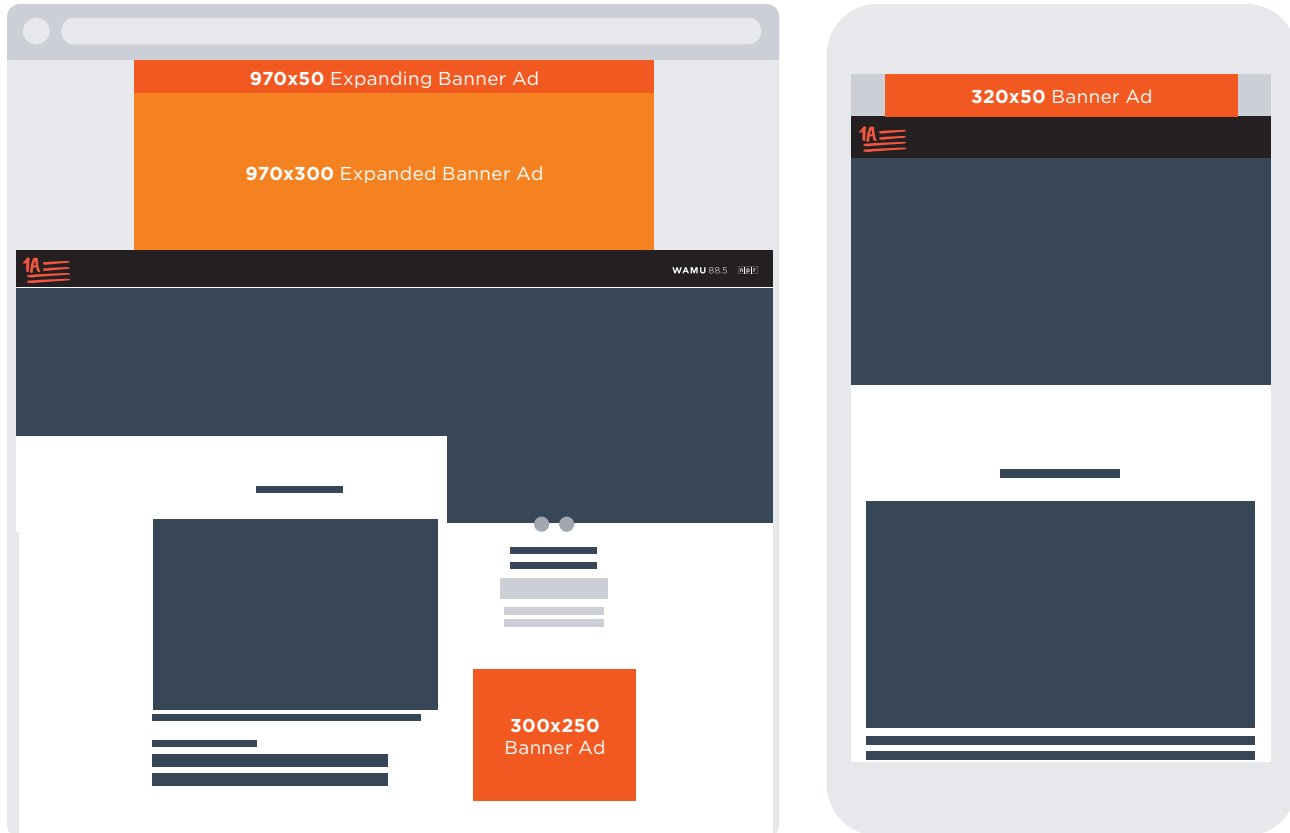 970x50 Expanding Banner Ad
970x300 Expanded Banner Ad
1A
WAMU 88.5 npr
300x250
Banner Ad
320x50 Banner Ad
1A